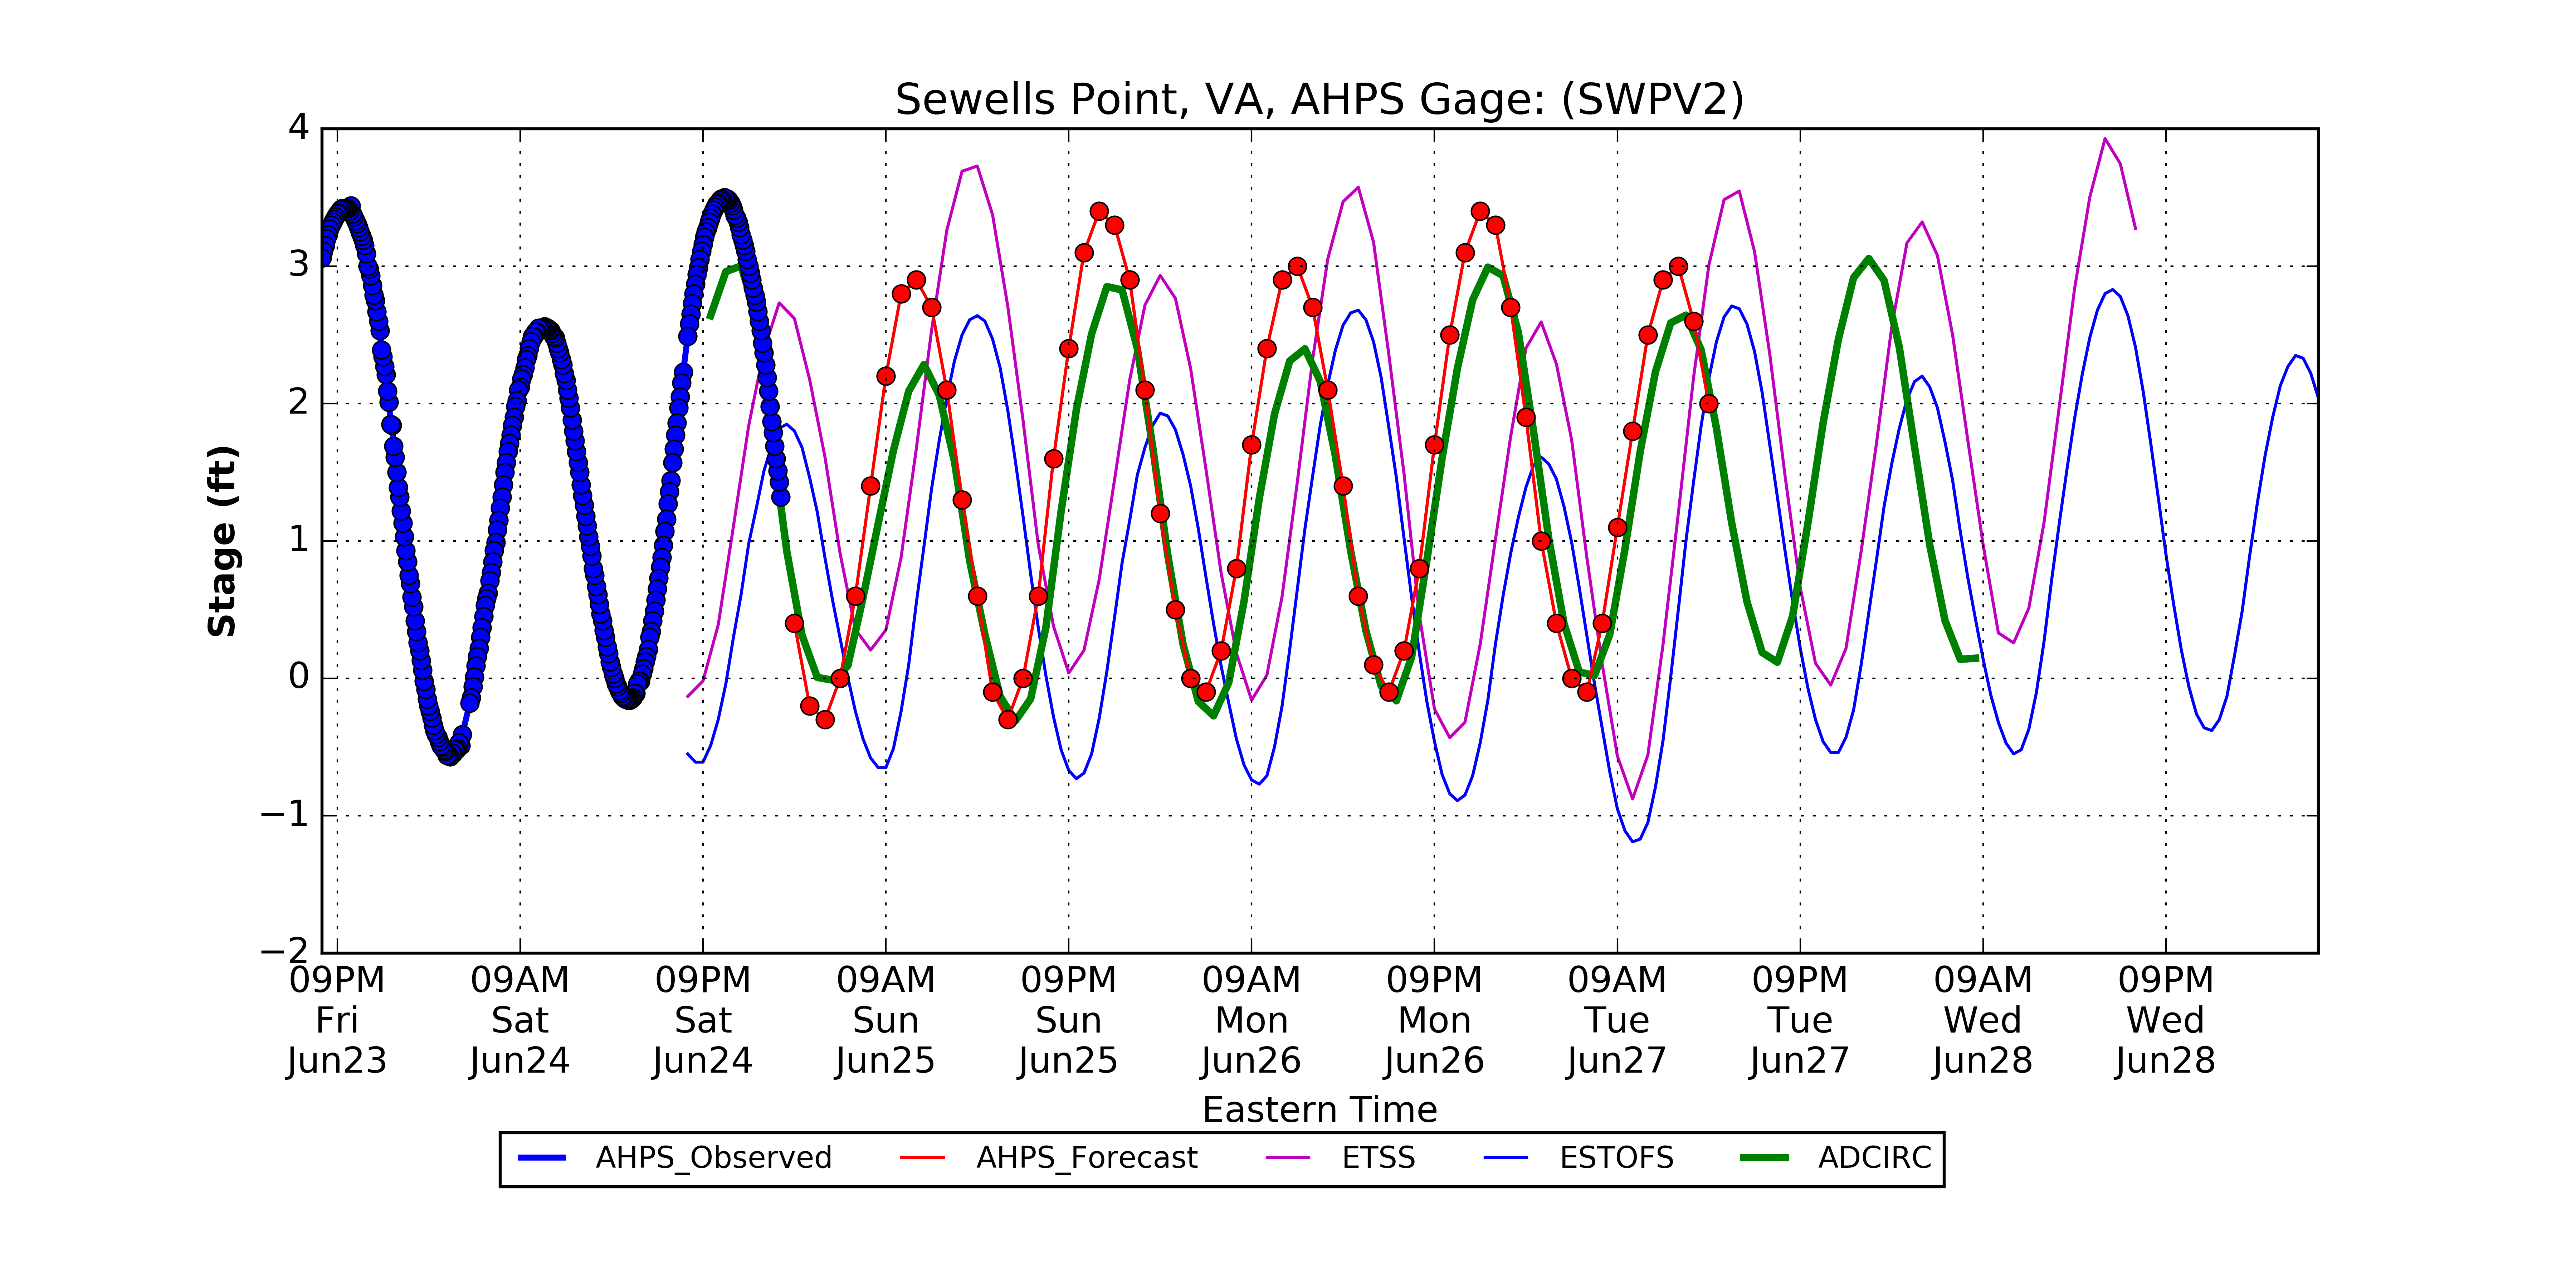 Sewells Point, VA, AHPS Gage: (SWPV2)
4
3
2
1
0
−1
−2
Stage (ft)
09PM 09AM 09PM 09AM 09PM 09AM 09PM 09AM 09PM 09AM 09PM
Fri Sat Sat Sun Sun Mon Mon Tue Tue Wed Wed
Jun23 Jun24 Jun24 Jun25 Jun25 Jun26 Jun26 Jun27 Jun27 Jun28 Jun28
Eastern Time
AHPS_Observed AHPS_Forecast ETSS ESTOFS ADCIRC